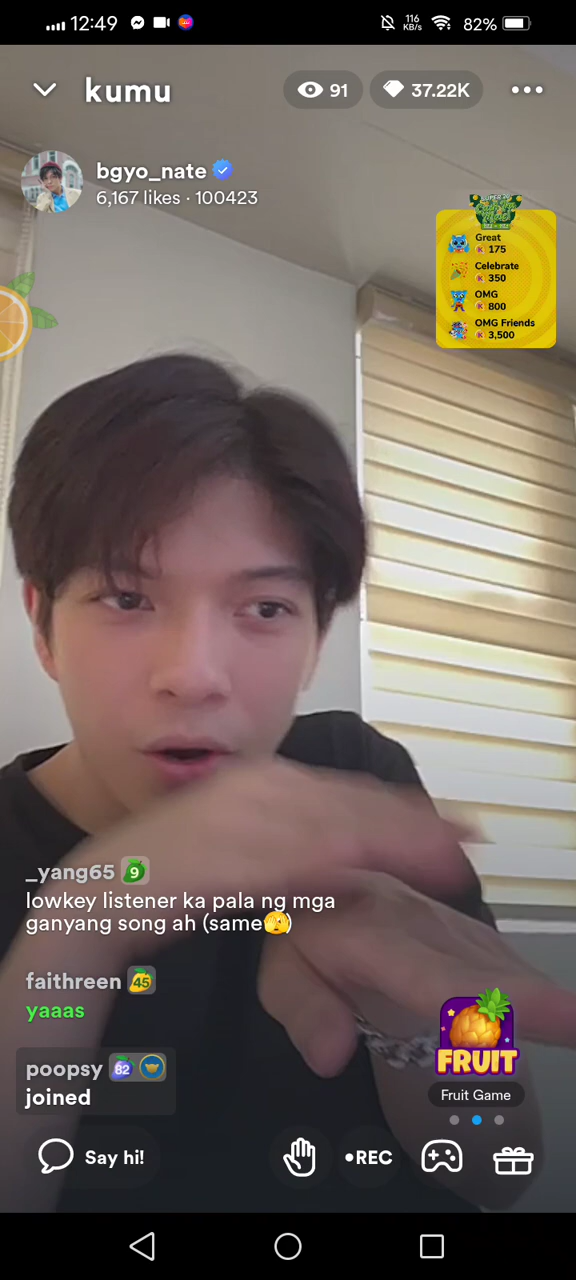 12:49
116
KB/s
82%
kumu
91
37.22K
bgyo_nate
6,167 likes · 100423
Great
K 175
Celebrate
K 350
OMG
K 800
OMG Friends
K 3,500
_yang65 9
lowkey listener ka pala ng mga
ganyang song ah (same🫣)
faithreen 45
yaaas
poopsy 82
joined
FRUIT
Fruit Game
Say hi!
•REC